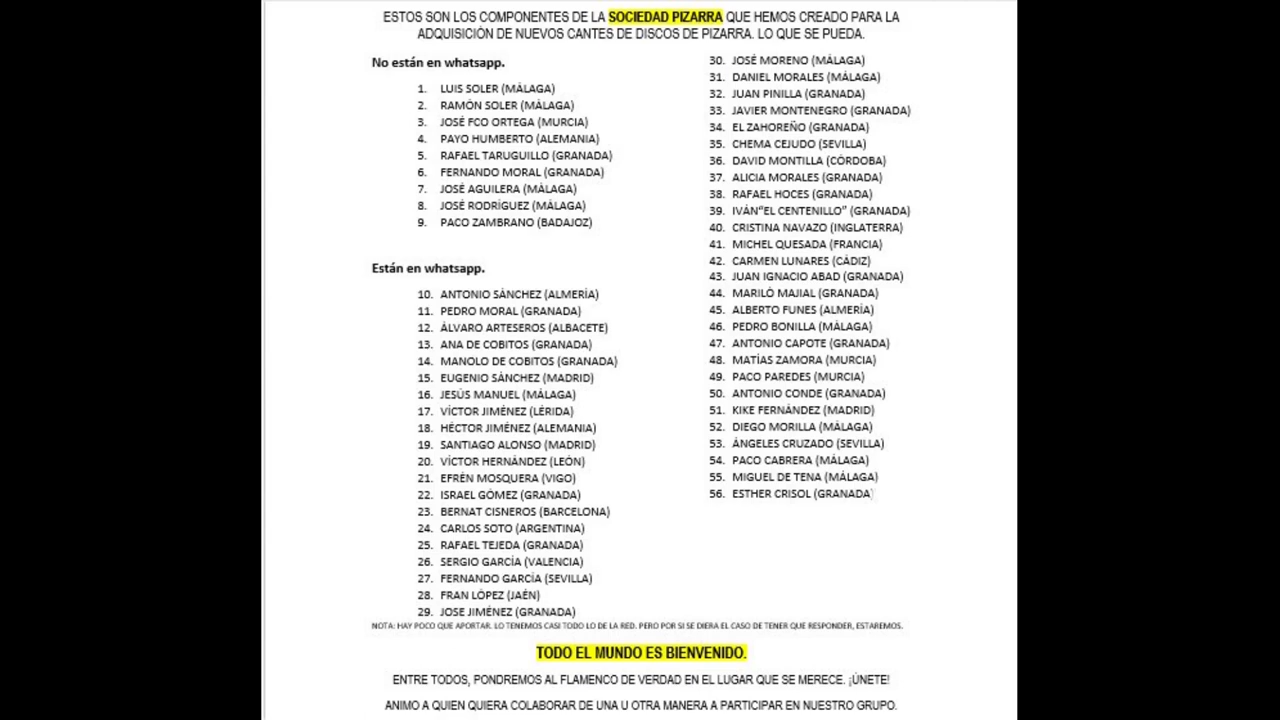 ESTOS SON LOS COMPONENTES DE LA SOCIEDAD PIZARRA QUE HEMOS CREADO PARA LA
ADQUISICIÓN DE NUEVOS CANTES DE DISCOS DE PIZARRA. LO QUE SE PUEDA.
No están en whatsapp.
1. LUIS SOLER (MÁLAGA)
2. RAMÓN SOLER (MÁLAGA)
3. JOSÉ FCO ORTEGA (MURCIA)
4. PAYO HUMBERTO (ALEMANIA)
5. RAFAEL TARUGUILLO (GRANADA)
6. FERNANDO MORAL (GRANADA)
7. JOSÉ AGUILERA (MÁLAGA)
8. JOSÉ RODRÍGUEZ (MÁLAGA)
9. PACO ZAMBRANO (BADAJOZ)
Están en whatsapp.
10. ANTONIO SÁNCHEZ (ALMERÍA)
11. PEDRO MORAL (GRANADA)
12. ÁLVARO ARTESEROS (ALBACETE)
13. ANA DE COBITOS (GRANADA)
14. MANOLO DE COBITOS (GRANADA)
15. EUGENIO SÁNCHEZ (MADRID)
16. JESÚS MANUEL (MÁLAGA)
17. VÍCTOR JIMÉNEZ (LÉRIDA)
18. HÉCTOR JIMÉNEZ (ALEMANIA)
19. SANTIAGO ALONSO (MADRID)
20. VÍCTOR HERNÁNDEZ (LEÓN)
21. EFRÉN MOSQUERA (VIGO)
22. ISRAEL GÓMEZ (GRANADA)
23. BERNAT CISNEROS (BARCELONA)
24. CARLOS SOTO (ARGENTINA)
25. RAFAEL TEJEDA (GRANADA)
26. SERGIO GARCÍA (VALENCIA)
27. FERNANDO GARCÍA (SEVILLA)
28. FRAN LÓPEZ (JAÉN)
29. JOSE JIMÉNEZ (GRANADA)
30. JOSÉ MORENO (MÁLAGA)
31. DANIEL MORALES (MÁLAGA)
32. JUAN PINILLA (GRANADA)
33. JAVIER MONTENEGRO (GRANADA)
34. EL ZAHOREÑO (GRANADA)
35. CHEMA CEJUDO (SEVILLA)
36. DAVID MONTILLA (CÓRDOBA)
37. ALICIA MORALES (GRANADA)
38. RAFAEL HOCES (GRANADA)
39. IVÁN“EL CENTENILLO” (GRANADA)
40. CRISTINA NAVAZO (INGLATERRA)
41. MICHEL QUESADA (FRANCIA)
42. CARMEN LUNARES (CÁDIZ)
43. JUAN IGNACIO ABAD (GRANADA)
44. MARILÓ MAJIAL (GRANADA)
45. ALBERTO FUNES (ALMERÍA)
46. PEDRO BONILLA (MÁLAGA)
47. ANTONIO CAPOTE (GRANADA)
48. MATÍAS ZAMORA (MURCIA)
49. PACO PAREDES (MURCIA)
50. ANTONIO CONDE (GRANADA)
51. KIKE FERNÁNDEZ (MADRID)
52. DIEGO MORILLA (MÁLAGA)
53. ÁNGELES CRUZADO (SEVILLA)
54. PACO CABRERA (MÁLAGA)
55. MIGUEL DE TENA (MÁLAGA)
56. ESTHER CRISOL (GRANADA)
NOTA: HAY POCO QUE APORTAR. LO TENEMOS CASI TODO LO DE LA RED. PERO POR SI SE DIERA EL CASO DE TENER QUE RESPONDER, ESTAREMOS.
TODO EL MUNDO ES BIENVENIDO.
ENTRE TODOS, PONDREMOS AL FLAMENCO DE VERDAD EN EL LUGAR QUE SE MERECE. ¡ÚNETE!
ANIMO A QUIEN QUIERA COLABORAR DE UNA U OTRA MANERA A PARTICIPAR EN NUESTRO GRUPO.